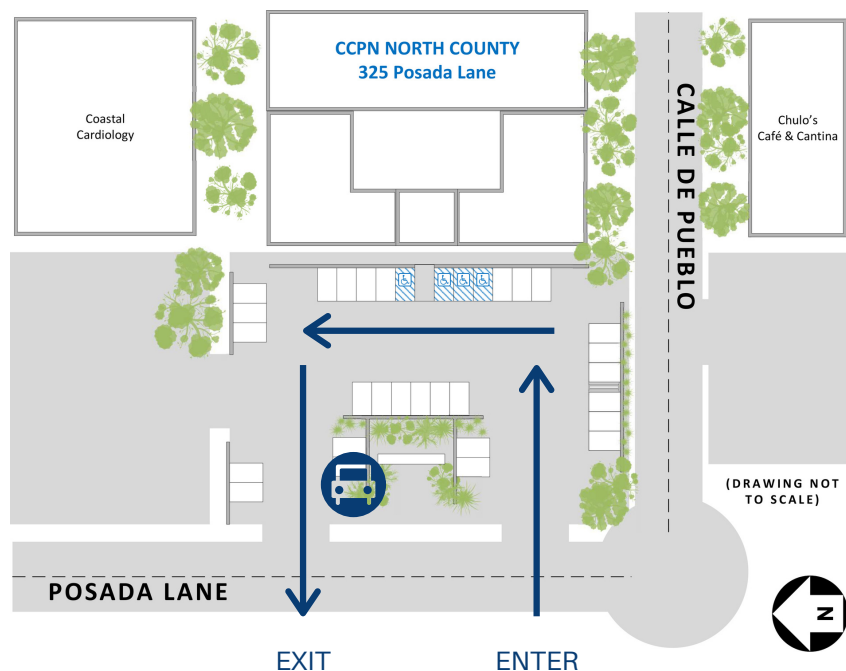 CCPN NORTH COUNTY
325 Posada Lane
Coastal
Cardiology
CALLE DE PUEBLO
Chulo’s
Café & Cantina
(DRAWING NOT
TO SCALE)
POSADA LANE
N
EXIT
ENTER